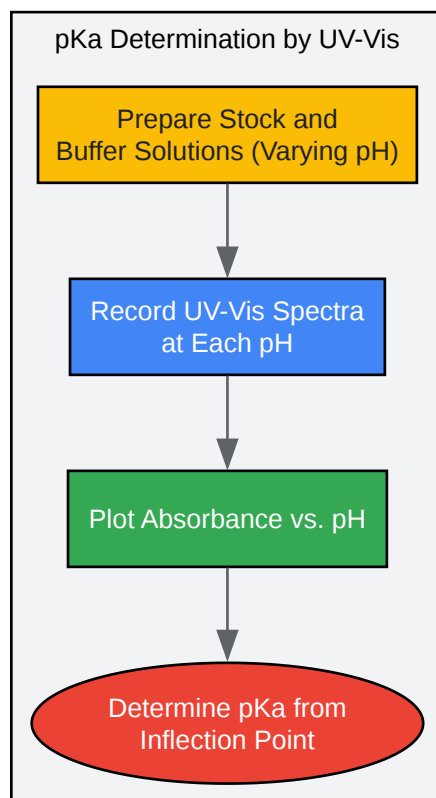 pKa Determination by UV-Vis
Prepare Stock and
Buffer Solutions (Varying pH)
Record UV-Vis Spectra
at Each pH
Plot Absorbance vs. pH
Determine pKa from
Inflection Point